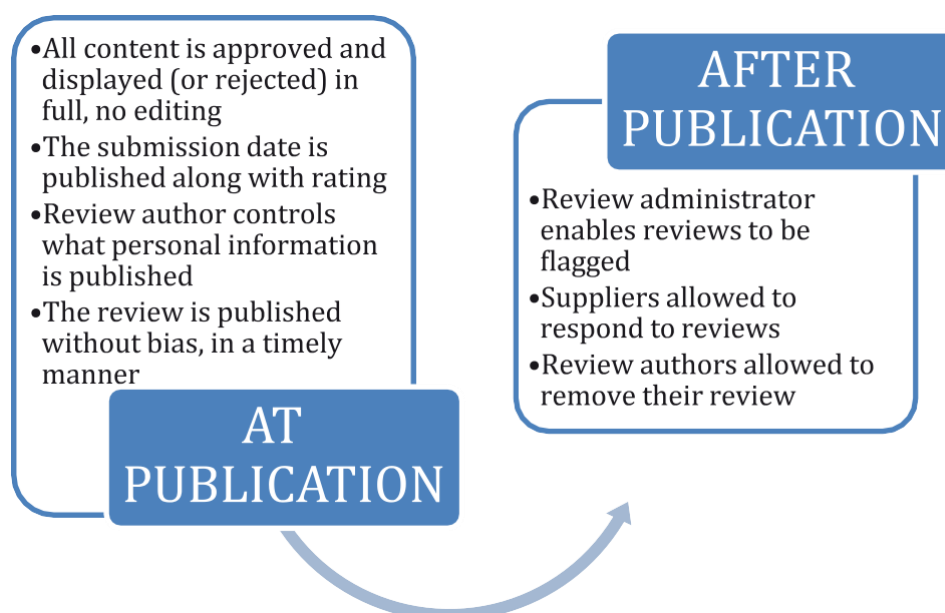 •All content is approved and
displayed (or rejected) in
full, no editing
•The submission date is
published along with rating
•Review author controls
what personal information
is published
•The review is published
without bias, in a timely
manner
AT
PUBLICATION
AFTER
PUBLICATION
•Review administrator
enables reviews to be
flagged
•Suppliers allowed to
respond to reviews
•Review authors allowed to
remove their review